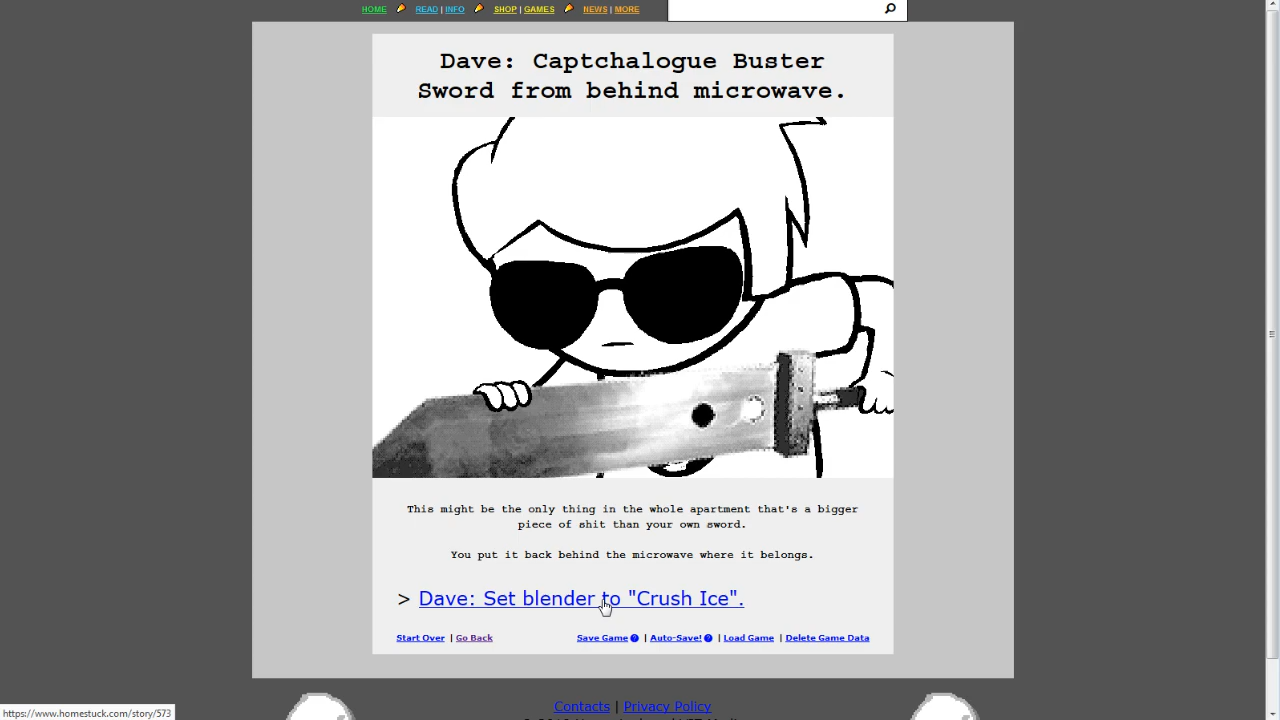 HOME READ | INFO SHOP | GAMES NEWS | MORE
Dave: Captchalogue Buster
Sword from behind microwave.
This might be the only thing in the whole apartment that's a bigger
piece of shit than your own sword.
You put it back behind the microwave where it belongs.
> Dave: Set blender to "Crush Ice".
Start Over | Go Back Save Game ? | Auto-Save! ? | Load Game | Delete Game Data
https://www.homestuck.com/story/573
Contacts | Privacy Policy